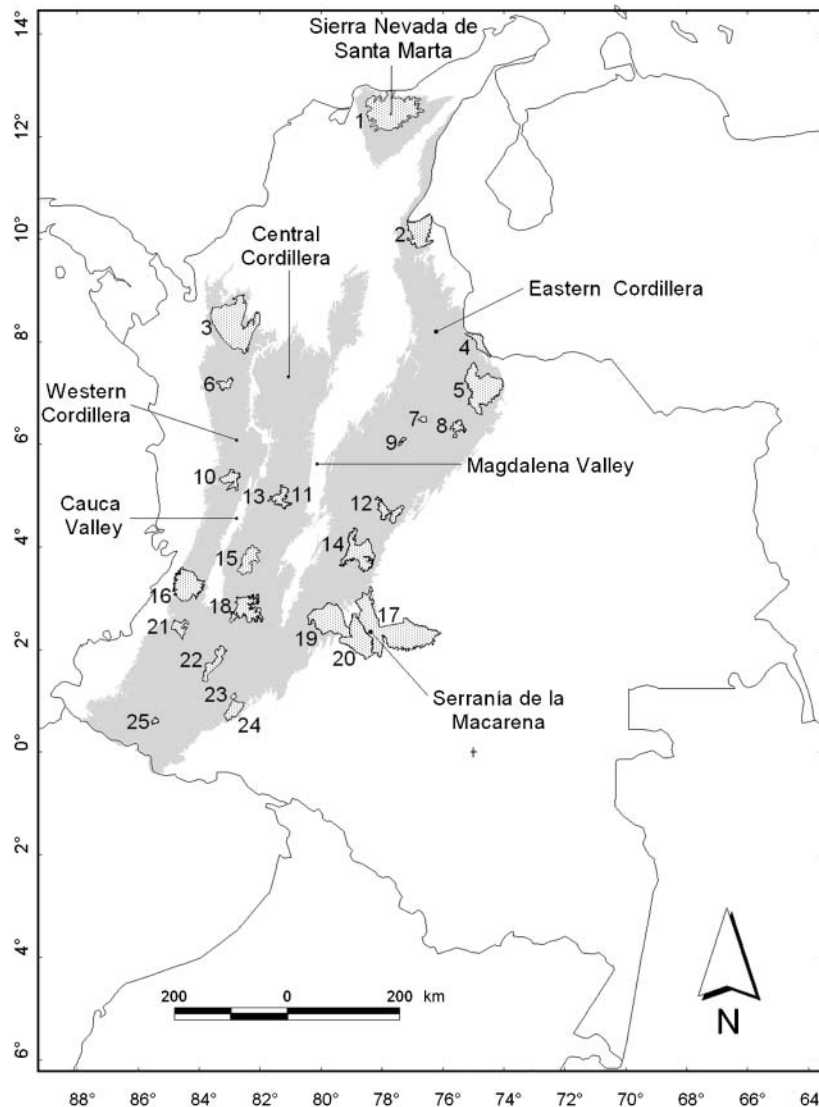 14°
12°
10°
8°
6°
4°
2°
0°
2°
4°
6°
Sierra Nevada de
Santa Marta
1
2
Central
Cordillera
Eastern Cordillera
3
4
5
Western
Cordillera
6
7
8
9
Magdalena Valley
10
Cauca
Valley
13
11
12
14
15
16
18
17
19
20
21
22
Serranía de la
Macarena
23
24
25
200 0 200 km
N
88° 86° 84° 82° 80° 78° 76° 74° 72° 70° 68° 66° 64